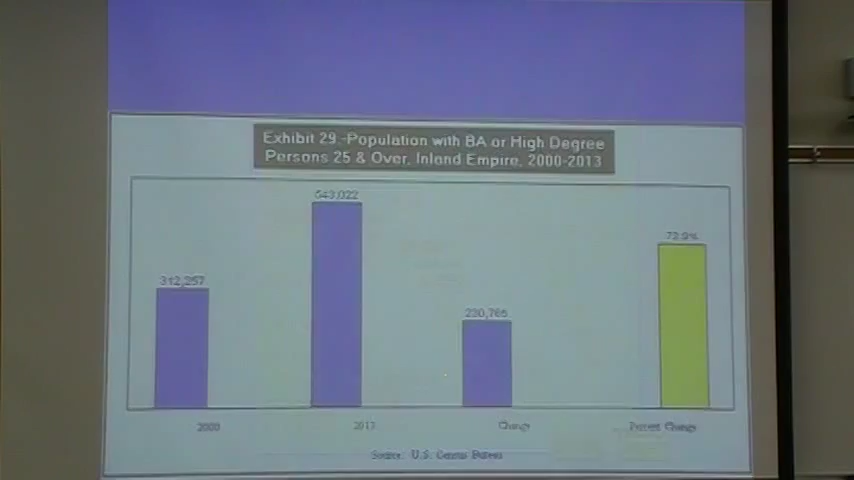 Exhibit 29.-Population with BA or High Degree
Persons 25 & Over, Inland Empire, 2000-2013
543,022
72.9%
312,257
230,765
2000
2013
Change
Percent Change
Source: U.S. Census Bureau